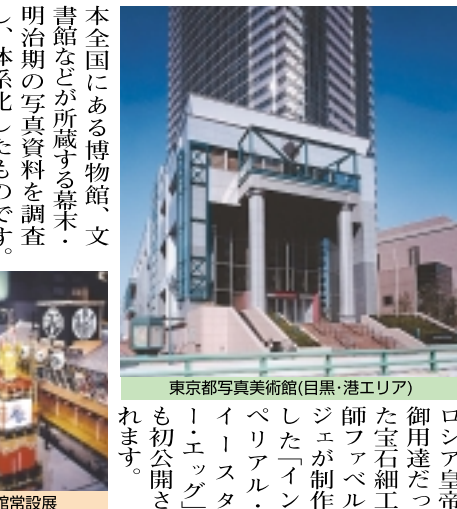 本全国にある博物館、文
書館などが所蔵する幕末・
明治期の写真資料を調査
し、体系化したものです。
東京都写真美術館(目黒・港エリア)
ロシア皇帝
御用達だっ
た宝石細工
師ファベル
ジェが制作
した「イン
ペリアル・
イースタ
ー・エッグ」
も初公開さ
れます。
館常設展